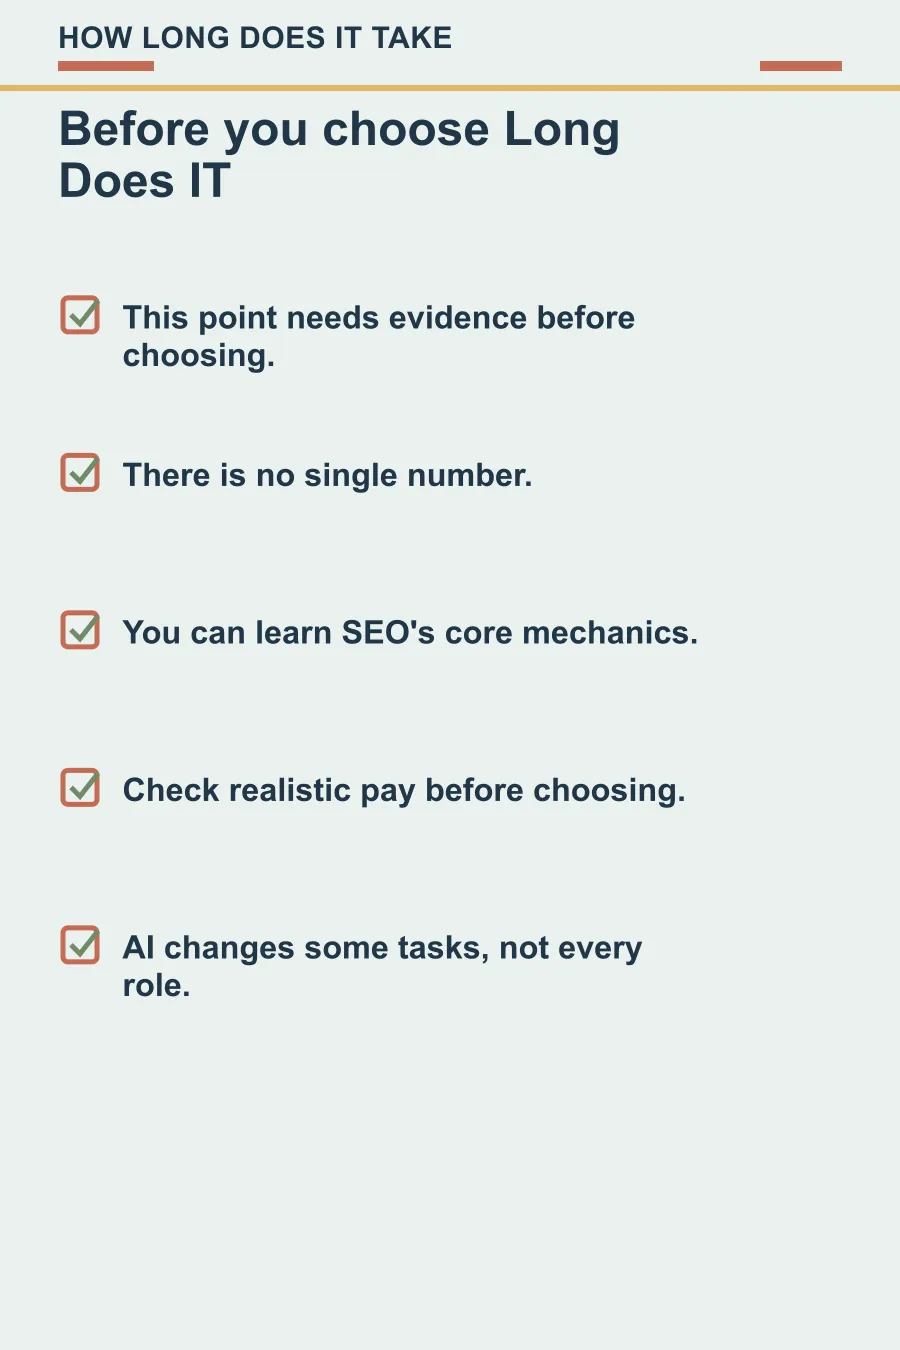 HOW LONG DOES IT TAKE
Before you choose Long
Does IT
This point needs evidence before
choosing.
There is no single number.
You can learn SEO's core mechanics.
Check realistic pay before choosing.
AI changes some tasks, not every
role.